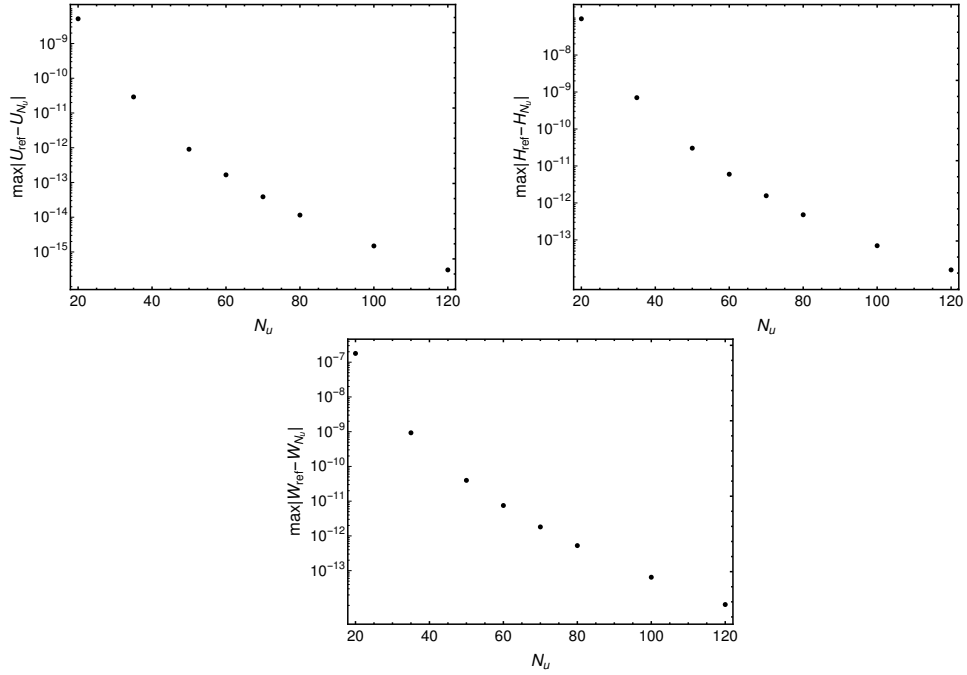 max|U_ref−U_{N_u}|
10^{-9}
10^{-10}
10^{-11}
10^{-12}
10^{-13}
10^{-14}
10^{-15}
20 40 60 80 100 120
N_u
max|H_ref−H_{N_u}|
10^{-8}
10^{-9}
10^{-10}
10^{-11}
10^{-12}
10^{-13}
20 40 60 80 100 120
N_u
max|W_ref−W_{N_u}|
10^{-7}
10^{-8}
10^{-9}
10^{-10}
10^{-11}
10^{-12}
10^{-13}
20 40 60 80 100 120
N_u